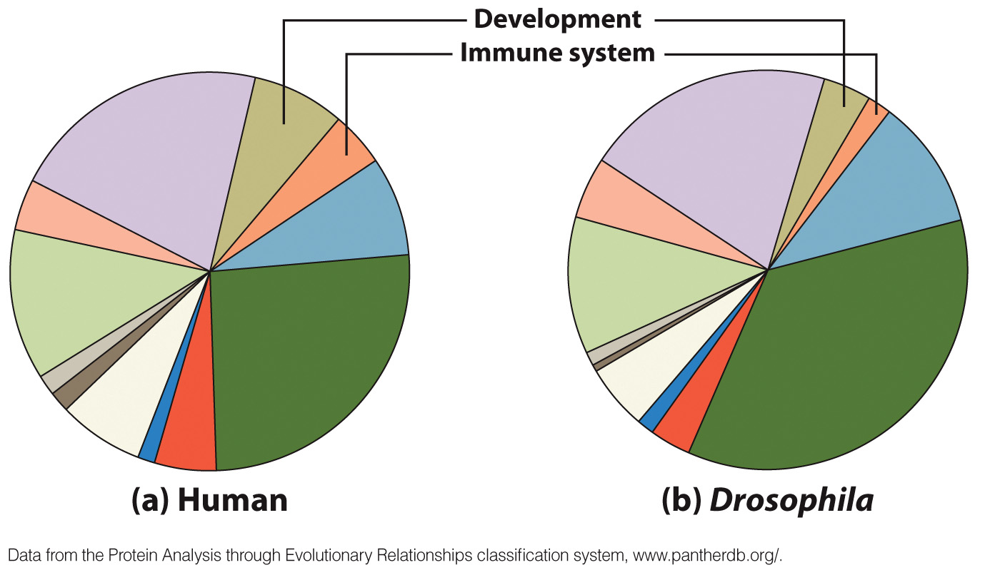 Development
Immune system
(a) Human
(b) Drosophila
Data from the Protein Analysis through Evolutionary Relationships classification system, www.pantherdb.org/.